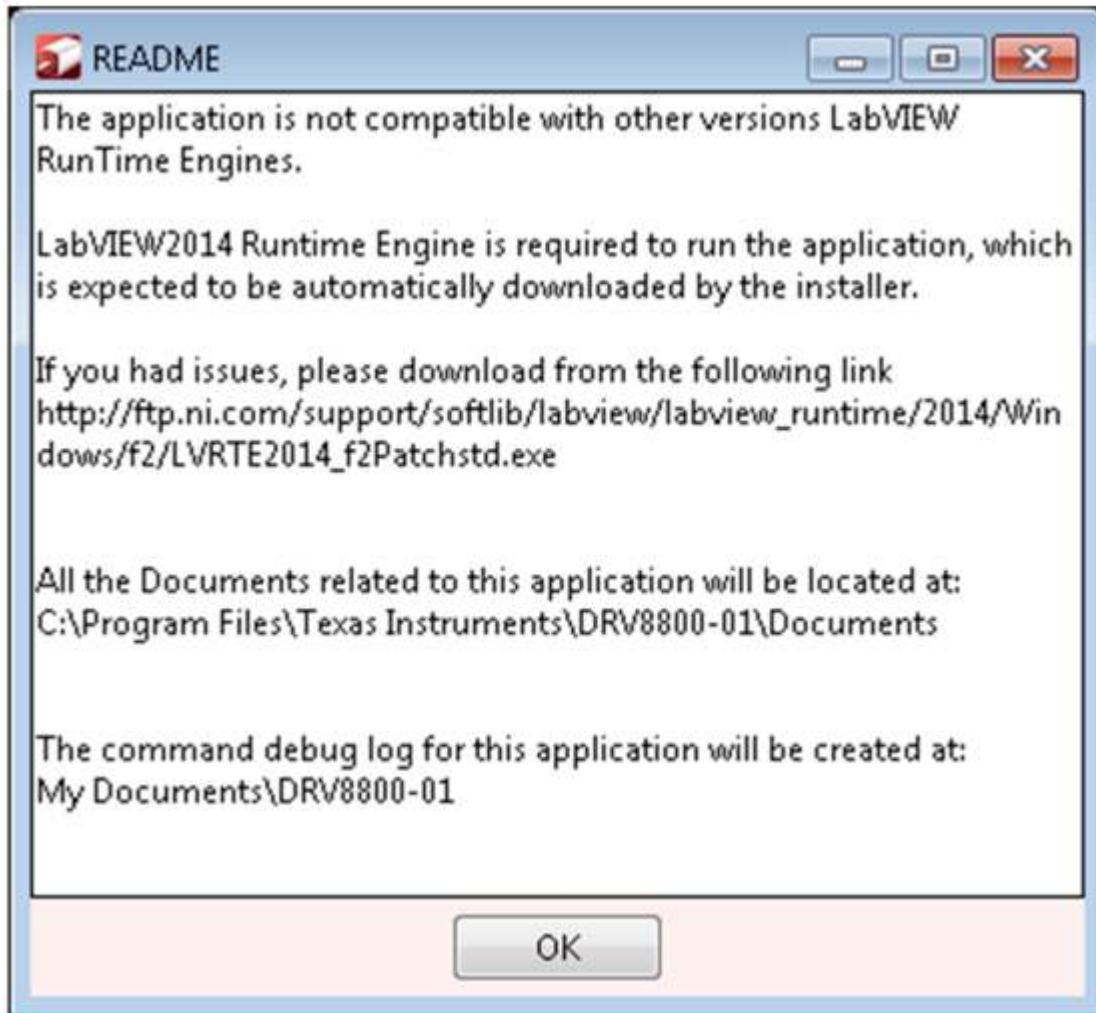 README
The application is not compatible with other versions LabVIEW
RunTime Engines.
LabVIEW2014 Runtime Engine is required to run the application, which
is expected to be automatically downloaded by the installer.
If you had issues, please download from the following link
http://ftp.ni.com/support/softlib/labview/labview_runtime/2014/Win
dows/f2/LVRTE2014_f2Patchstd.exe
All the Documents related to this application will be located at:
C:\Program Files\Texas Instruments\DRV8800-01\Documents
The command debug log for this application will be created at:
My Documents\DRV8800-01
OK